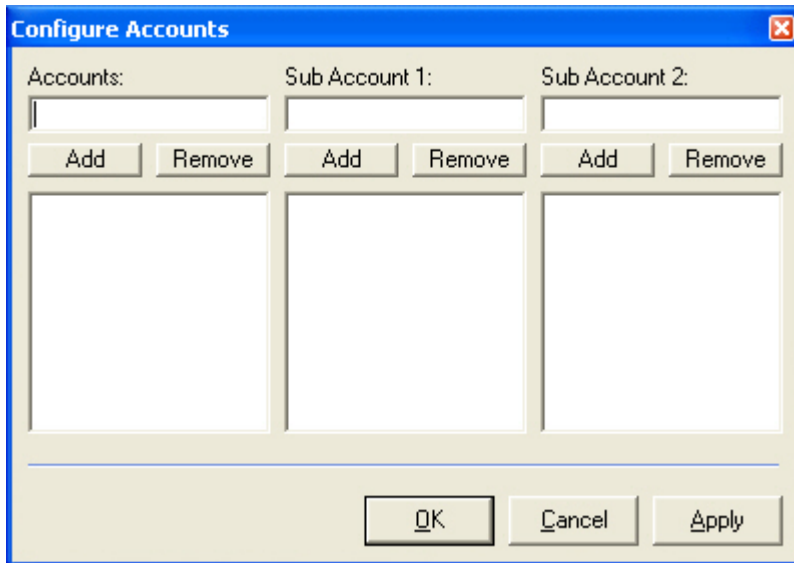 Configure Accounts
Accounts: Sub Account 1: Sub Account 2:
Add Remove Add Remove Add Remove
OK Cancel Apply